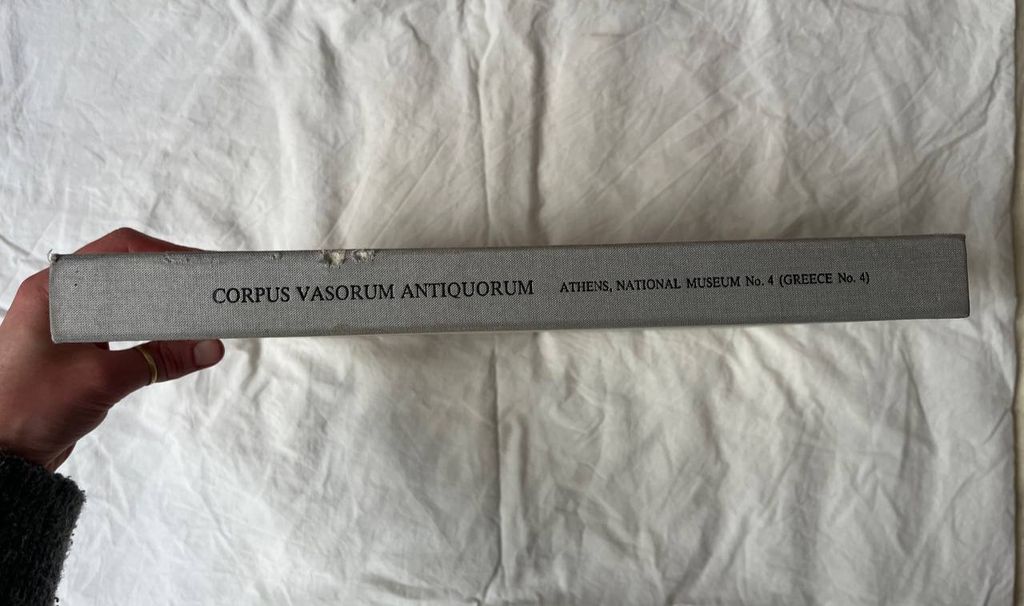 CORPUS VASORUM ANTIQUORUM ATHENS, NATIONAL MUSEUM No. 4 (GREECE No. 4)